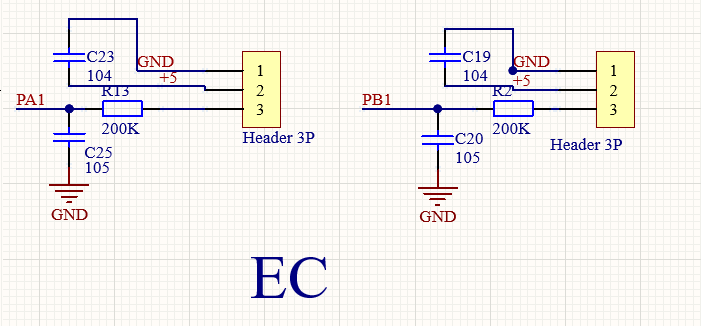 C23
104
GND
+5
1
2
3
PA1
R13
200K
Header 3P
C25
105
GND
C19
104
GND
+5
1
2
3
PB1
R2
200K
Header 3P
C20
105
GND
EC